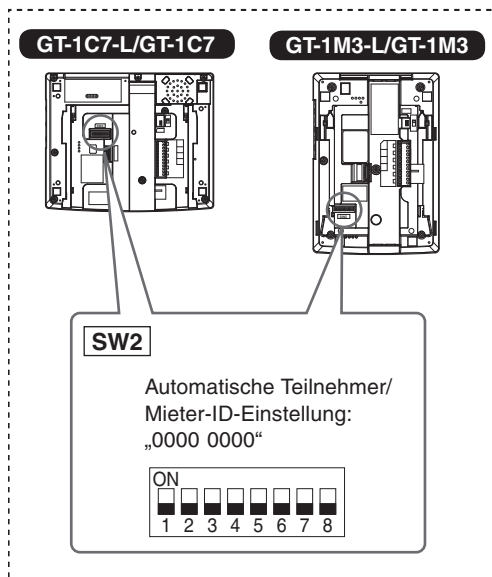 GT-1C7-L/GT-1C7
GT-1M3-L/GT-1M3
SW2
Automatische Teilnehmer/
Mieter-ID-Einstellung:
„0000 0000“
ON
1 2 3 4 5 6 7 8